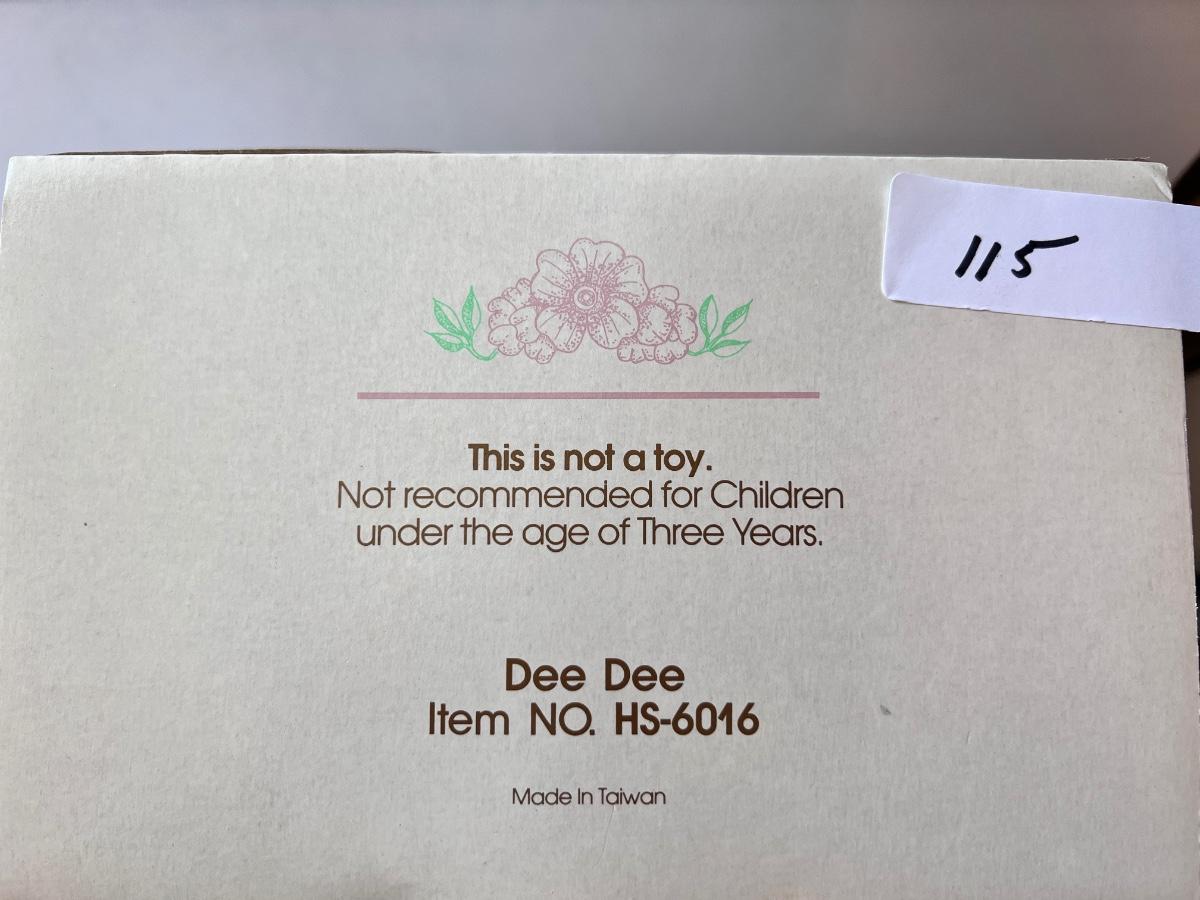 115
This is not a toy.
Not recommended for Children
under the age of Three Years.
Dee Dee
Item NO. HS-6016
Made In Taiwan